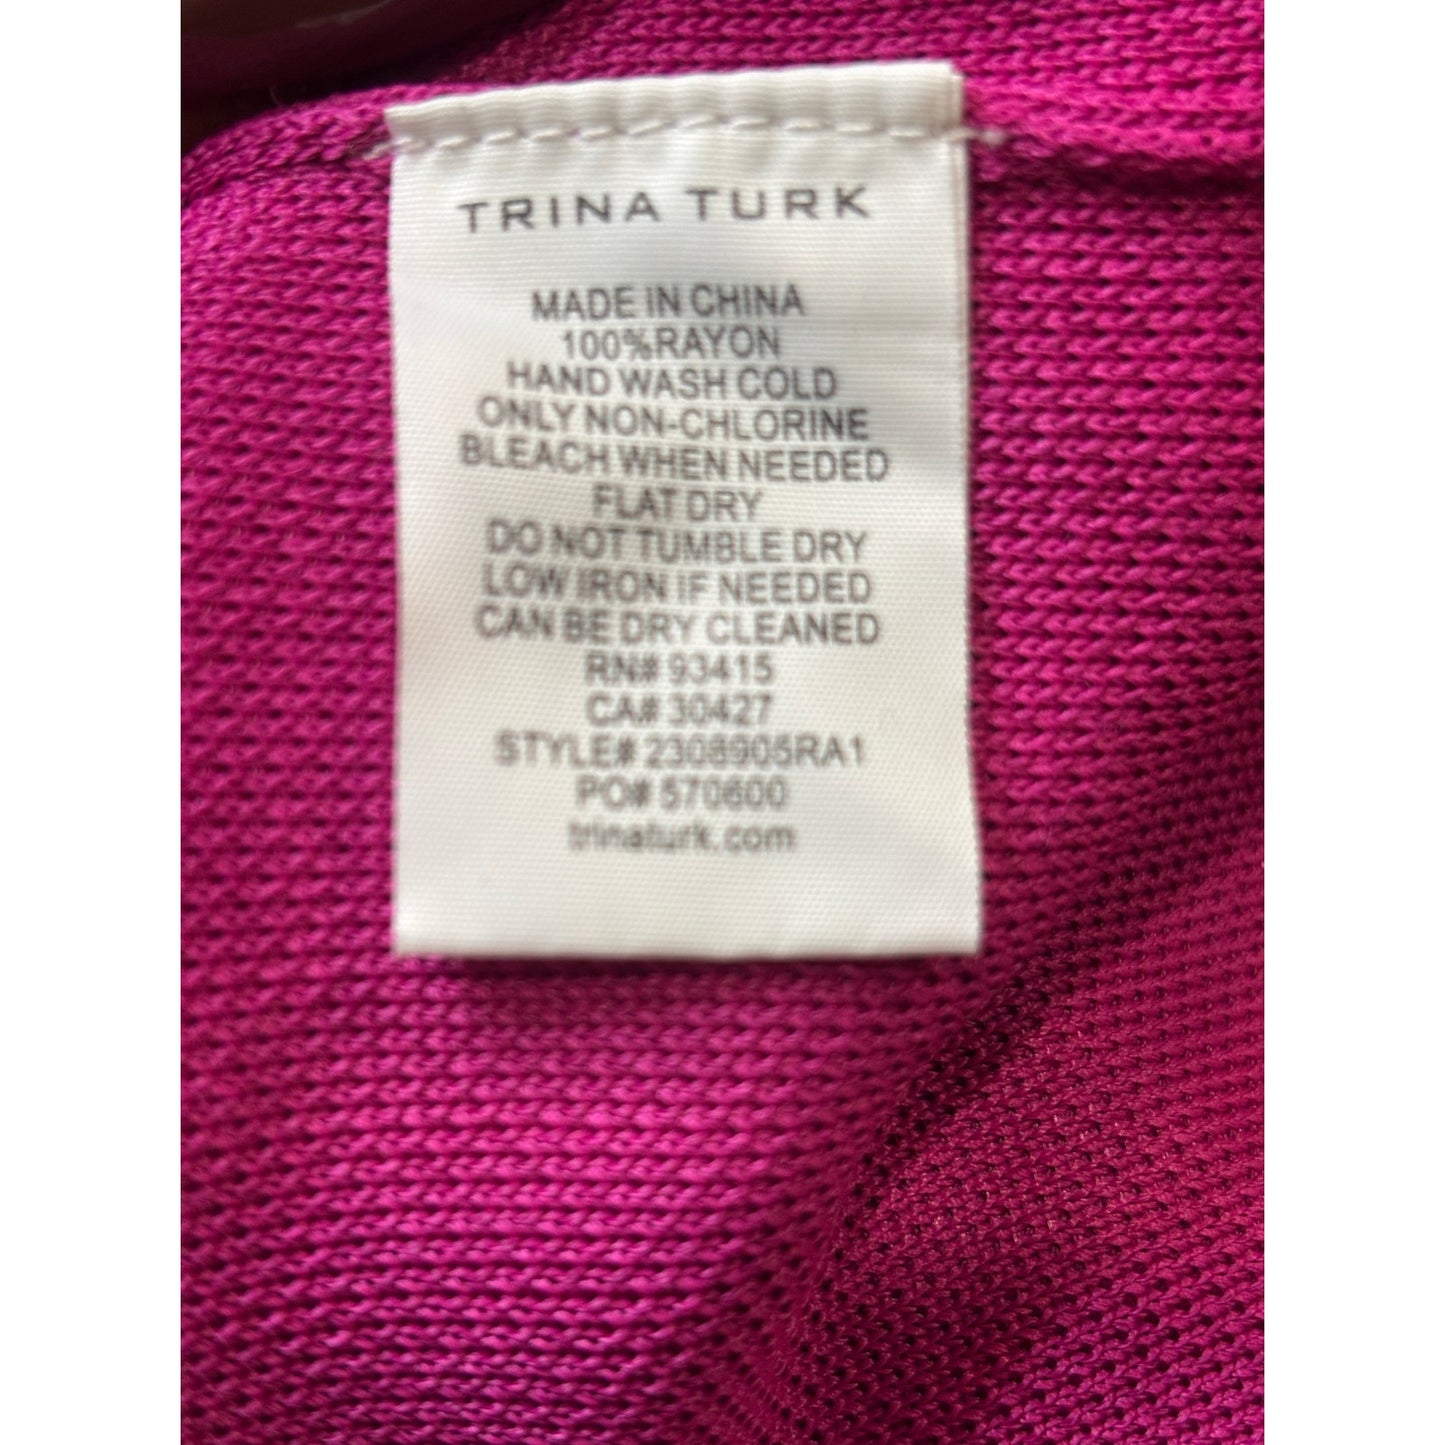 TRINA TURK
MADE IN CHINA
100%RAYON
HAND WASH COLD
ONLY NON-CHLORINE
BLEACH WHEN NEEDED
FLAT DRY
DO NOT TUMBLE DRY
LOW IRON IF NEEDED
CAN BE DRY CLEANED
RN# 93415
CA# 30427
STYLE# 2308905RA1
PO# 570600
trinaturk.com